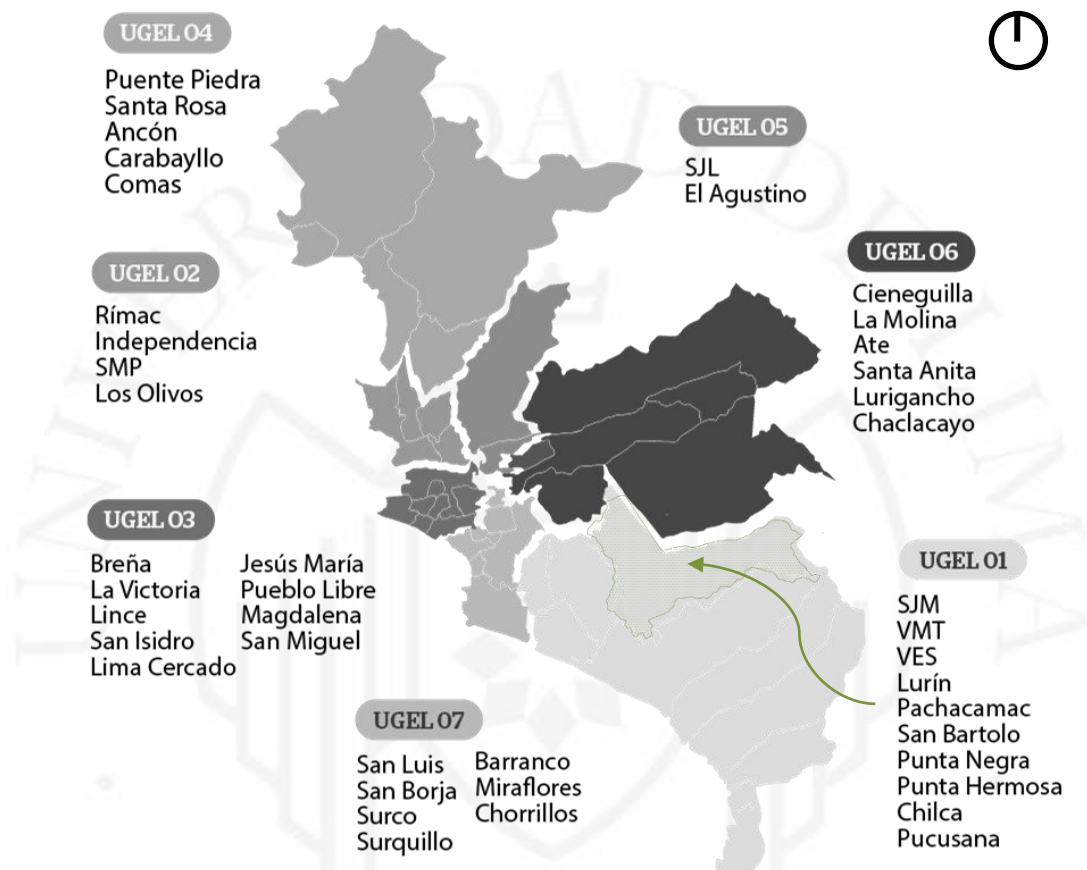 UGEL 04
Puente Piedra
Santa Rosa
Ancón
Carabayllo
Comas
UGEL 05
SJL
El Agustino
UGEL 02
Rímac
Independencia
SMP
Los Olivos
UGEL 06
Cieneguilla
La Molina
Ate
Santa Anita
Lurigancho
Chaclacayo
UGEL 03
Breña
La Victoria
Lince
San Isidro
Lima Cercado
Jesús María
Pueblo Libre
Magdalena
San Miguel
UGEL 01
SJM
VMT
VES
Lurín
Pachacamac
San Bartolo
Punta Negra
Punta Hermosa
Chilca
Pucusana
UGEL 07
San Luis
San Borja
Surco
Surquillo
Barranco
Miraflores
Chorrillos